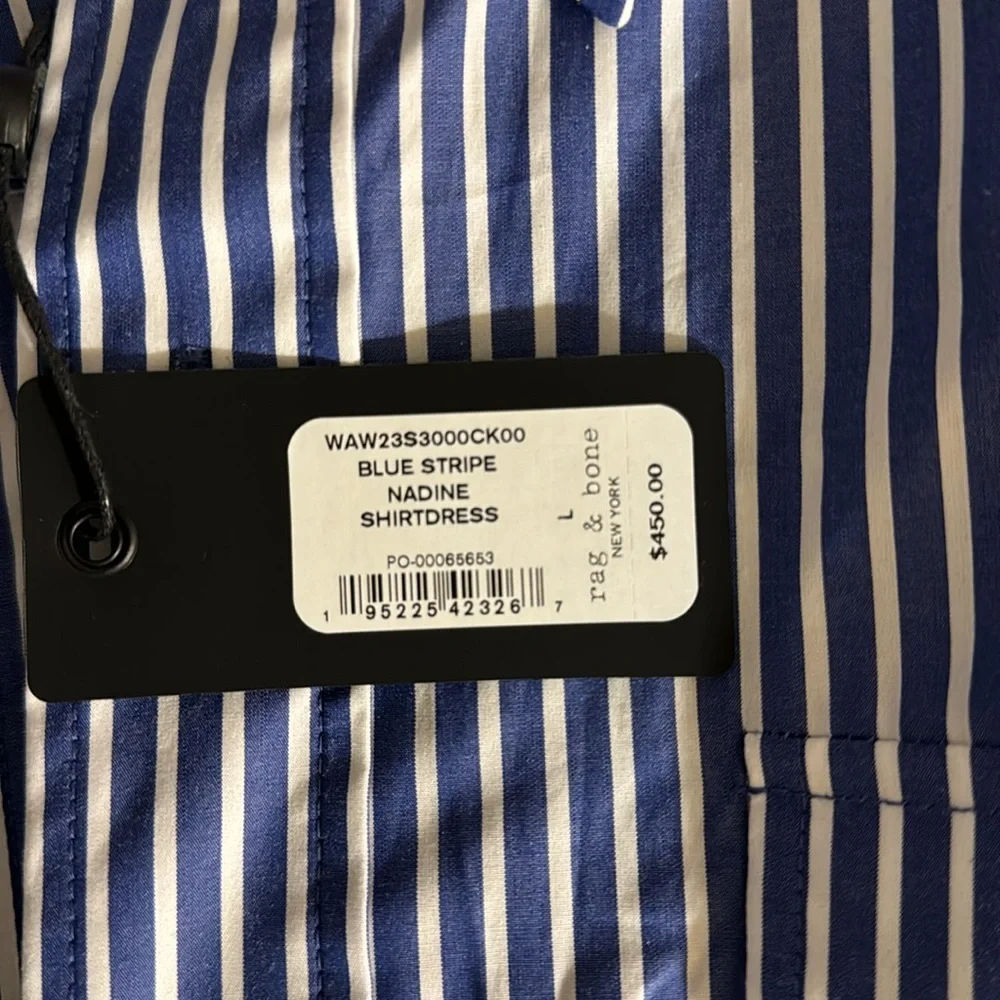 WAW23S3000CK00
BLUE STRIPE
NADINE
SHIRTDRESS
PO-00065653
1 95225 42326 7
L
rag & bone
NEW YORK
$450.00